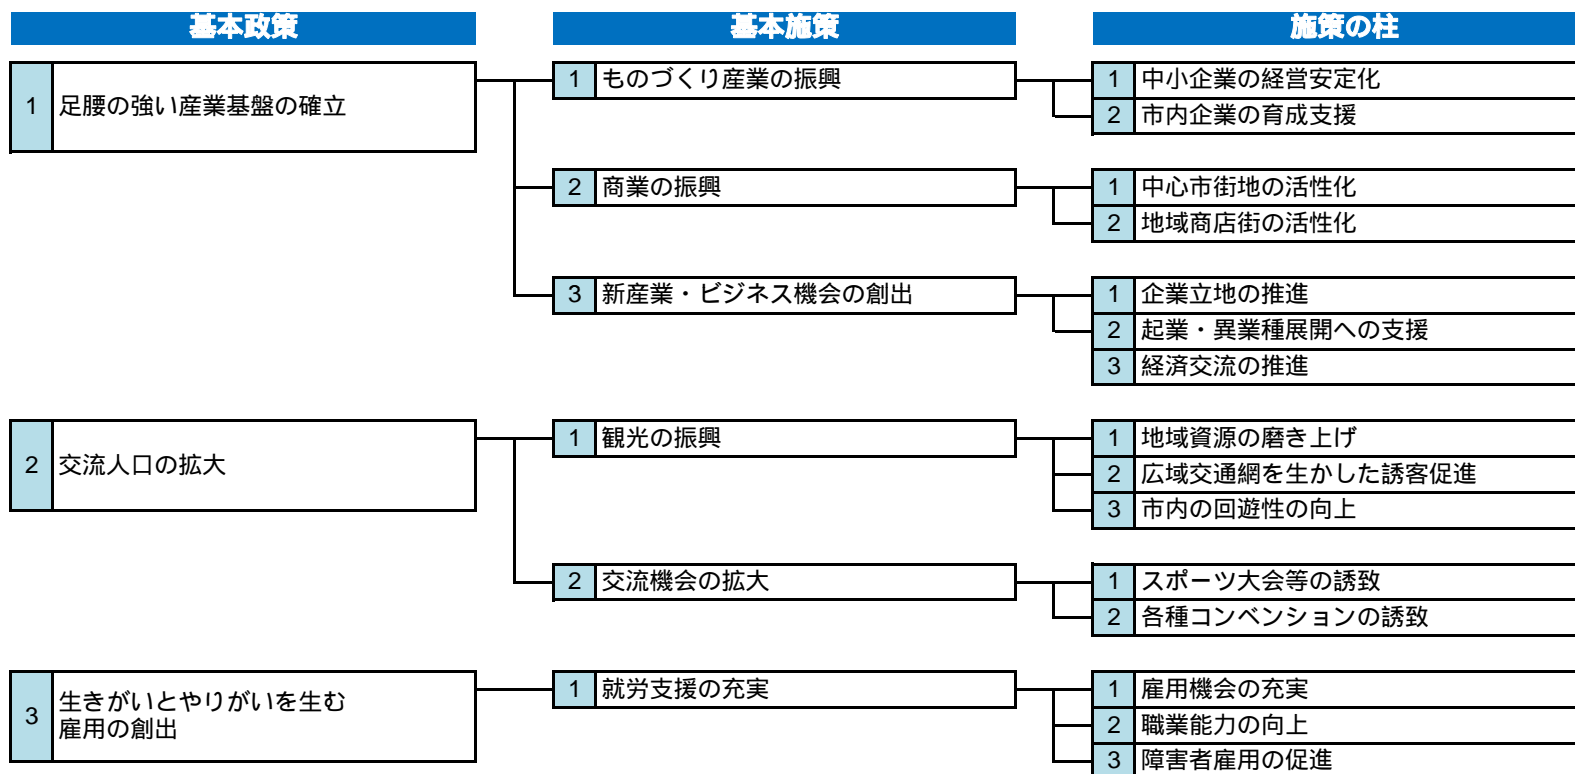 基本政策 基本施策 施策の柱
1 足腰の強い産業基盤の確立
1 ものづくり産業の振興
1 中小企業の経営安定化
2 市内企業の育成支援
2 商業の振興
1 中心市街地の活性化
2 地域商店街の活性化
3 新産業・ビジネス機会の創出
1 企業立地の推進
2 起業・異業種展開への支援
3 経済交流の推進
2 交流人口の拡大
1 観光の振興
1 地域資源の磨き上げ
2 広域交通網を生かした誘客促進
3 市内の回遊性の向上
2 交流機会の拡大
1 スポーツ大会等の誘致
2 各種コンベンションの誘致
3 生きがいとやりがいを生む
雇用の創出
1 就労支援の充実
1 雇用機会の充実
2 職業能力の向上
3 障害者雇用の促進